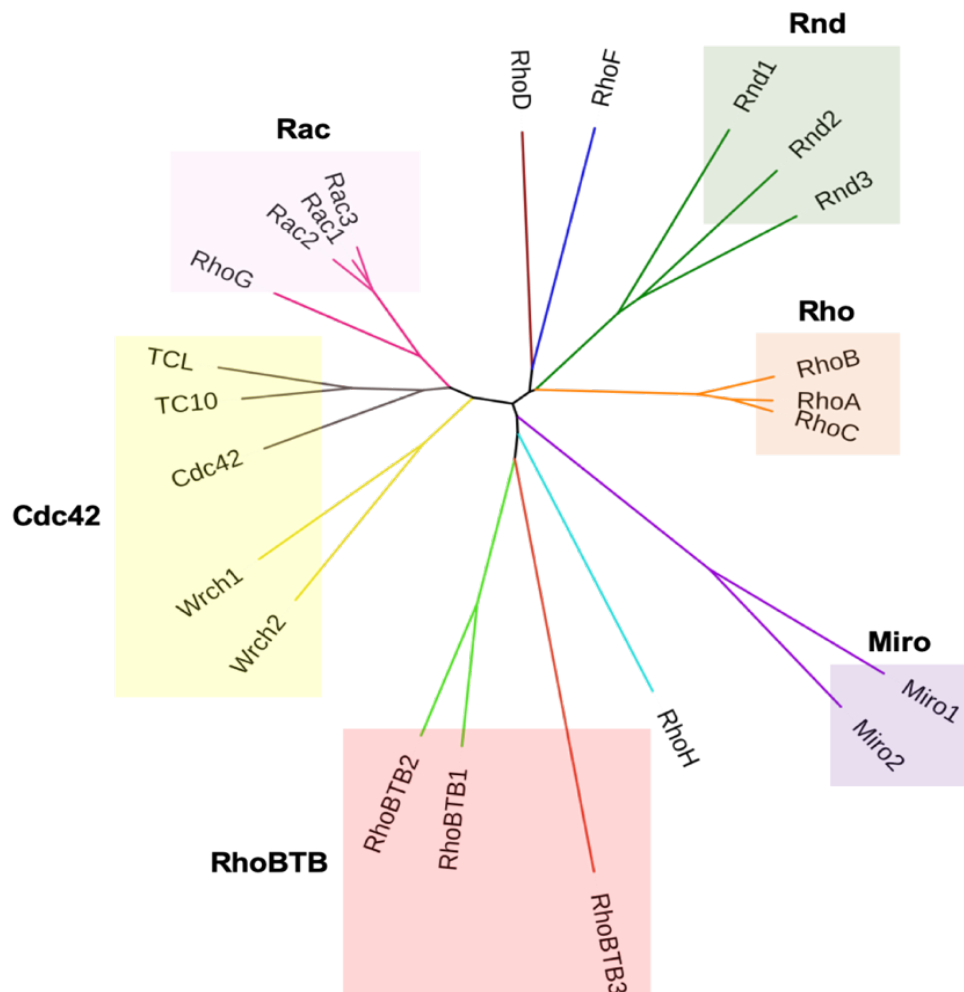 Rnd
RhoD
RhoF
Rnd1
Rnd2
Rnd3
Rac
Rac3
Rac1
Rac2
RhoG
Rho
RhoB
RhoA
RhoC
TCL
TC10
Cdc42
Cdc42
Wrch1
Wrch2
Miro
Miro1
Miro2
RhoH
RhoBTB2
RhoBTB1
RhoBTB
RhoBTB3